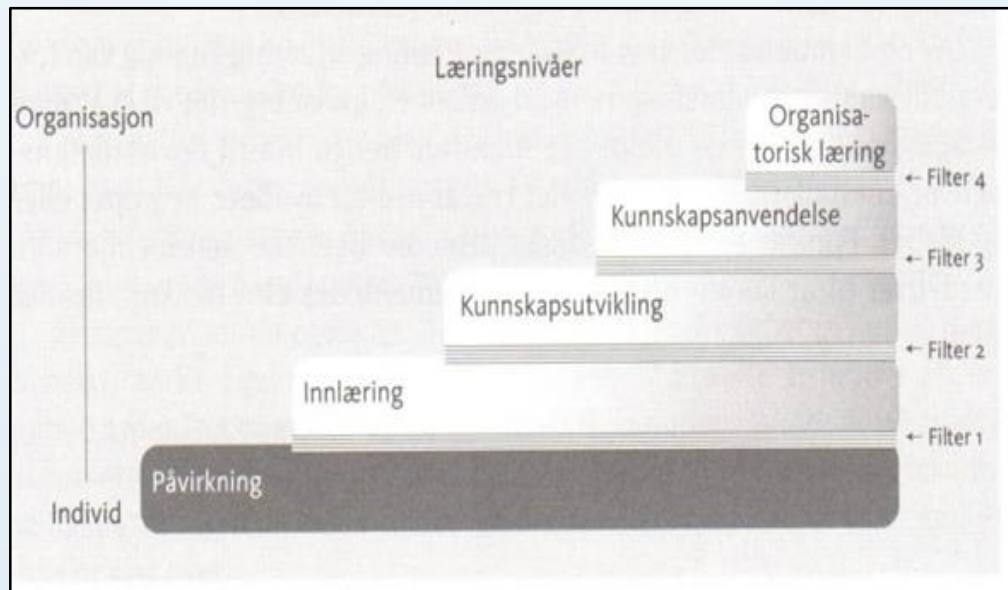 Læringsnivåer
Organisasjon
Organisa-
torisk læring
← Filter 4
Kunnskapsanvendelse
← Filter 3
Kunnskapsutvikling
← Filter 2
Innlæring
← Filter 1
Påvirkning
Individ